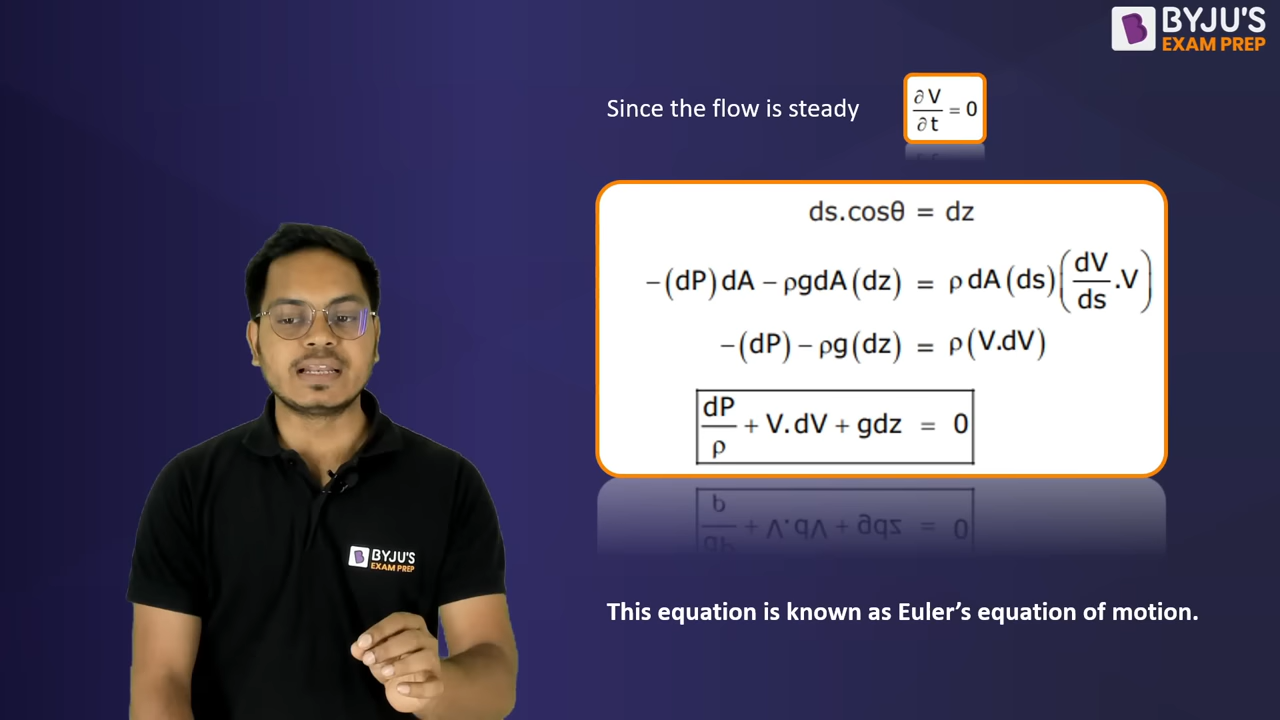 BYJU'S
EXAM PREP
Since the flow is steady
∂V/∂t = 0
ds.cosθ = dz
−(dP)dA − ρgdA(dz) = ρdA(ds)(dV/ds .V)
−(dP) − ρg(dz) = ρ(V.dV)
dP/ρ + V.dV + gdz = 0
BYJU'S
EXAM PREP
This equation is known as Euler’s equation of motion.